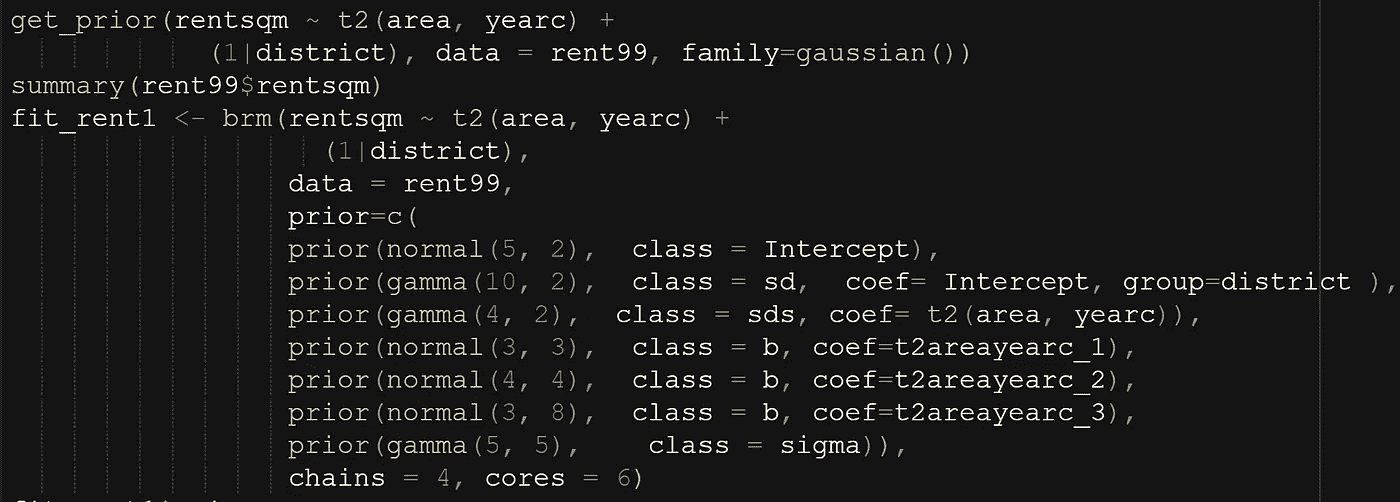 get_prior(rentsqm ~ t2(area, yearc) +
(1|district), data = rent99, family=gaussian())
summary(rent99$rentsqm)
fit_rent1 <- brm(rentsqm ~ t2(area, yearc) +
(1|district),
data = rent99,
prior=c(
prior(normal(5, 2),  class = Intercept),
prior(gamma(10, 2),  class = sd,  coef= Intercept, group=district ),
prior(gamma(4, 2),  class = sds, coef= t2(area, yearc)),
prior(normal(3, 3),  class = b, coef=t2areayearc_1),
prior(normal(4, 4),  class = b, coef=t2areayearc_2),
prior(normal(3, 8),  class = b, coef=t2areayearc_3),
prior(gamma(5, 5),   class = sigma)),
chains = 4, cores = 6)